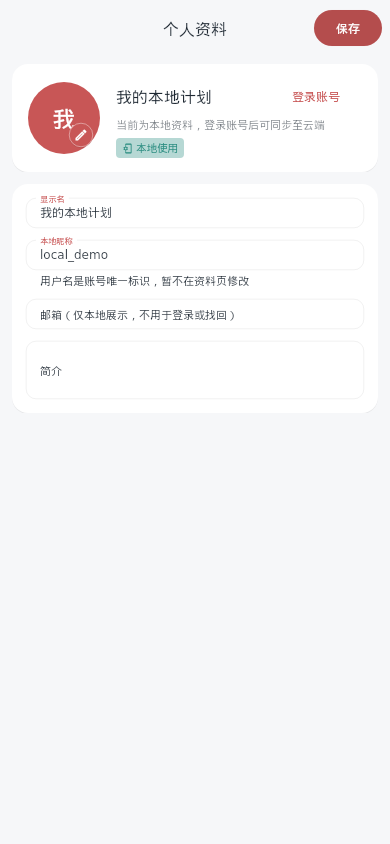 个人资料
保存
我
我的本地计划
登录账号
当前为本地资料，登录账号后可同步至云端
本地使用
显示名
我的本地计划
本地昵称
local_demo
用户名是账号唯一标识，暂不在资料页修改
邮箱（仅本地展示，不用于登录或找回）
简介